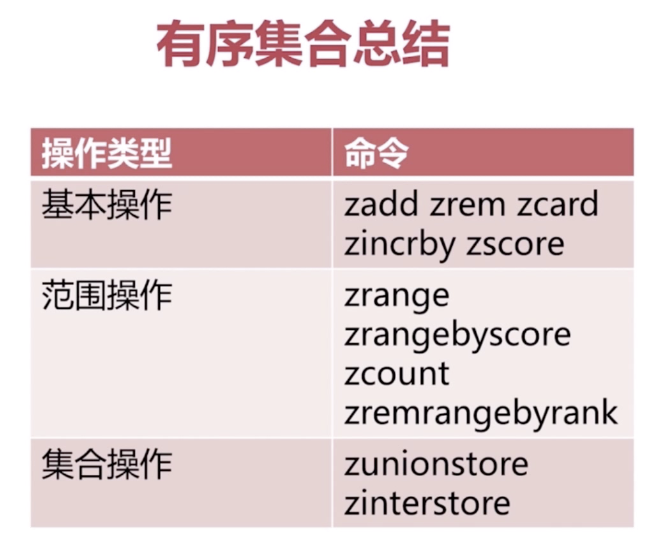 有序集合总结
操作类型 命令
基本操作 zadd zrem zcard
zincrby zscore
范围操作 zrange
zrangebyscore
zcount
zremrangebyrank
集合操作 zunionstore
zinterstore